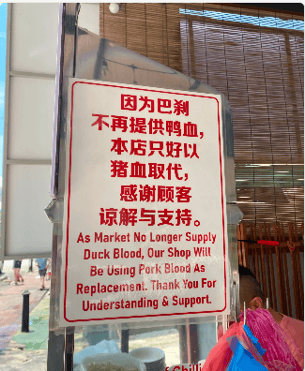 因为巴刹
不再提供鸭血，
本店只好以
猪血取代，
感谢顾客
谅解与支持。
As Market No Longer Supply
Duck Blood, Our Shop Will
Be Using Pork Blood As
Replacement. Thank You For
Understanding & Support.
of Chilli